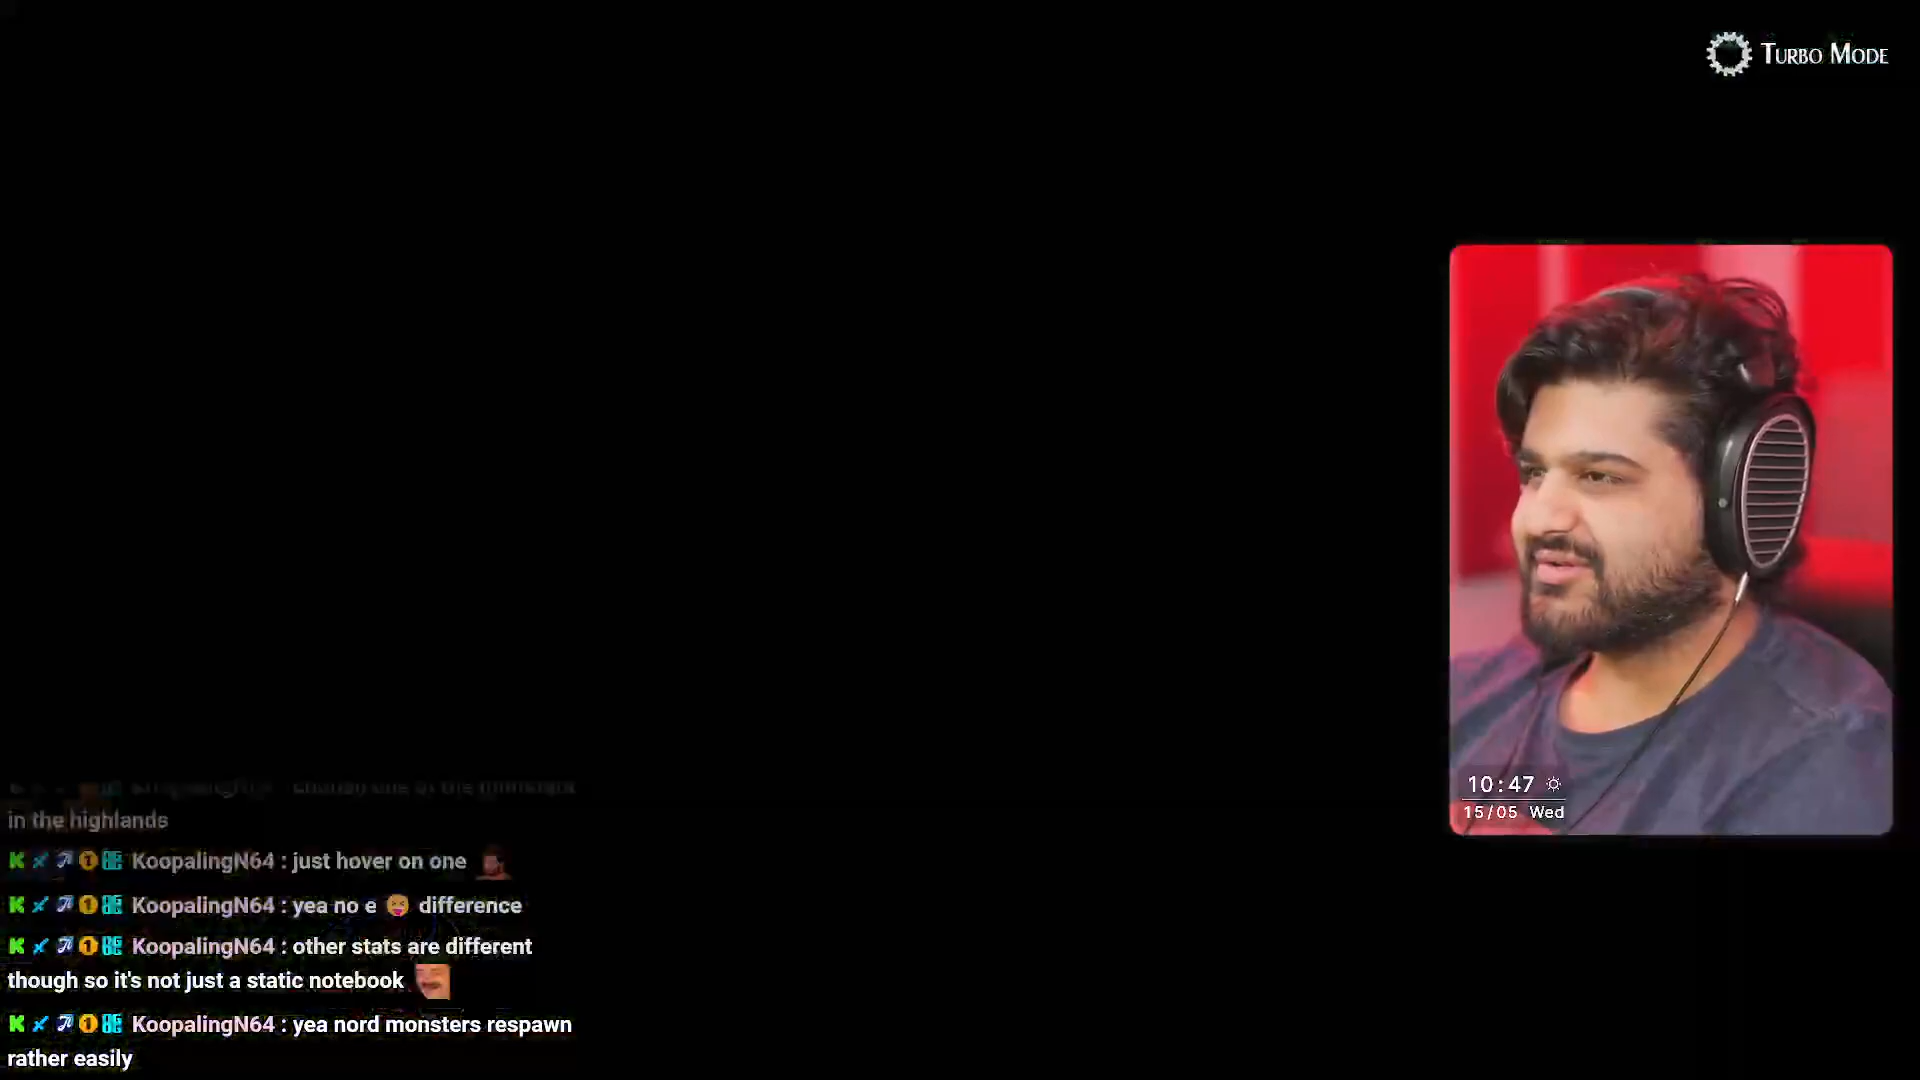 TURBO MODE
10:47
15/05 Wed
in the highlands
KoopalingN64 : just hover on one
KoopalingN64 : yea no e difference
KoopalingN64 : other stats are different
though so it's not just a static notebook
KoopalingN64 : yea nord monsters respawn
rather easily